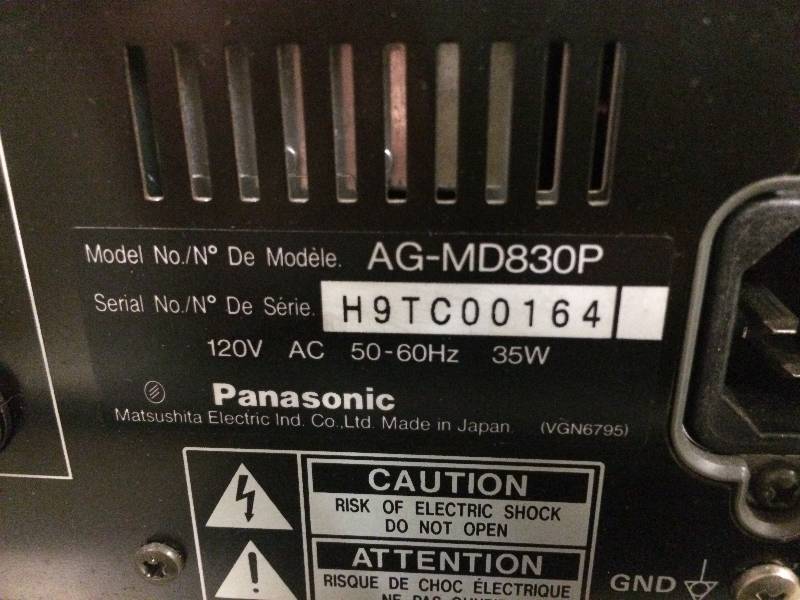 Model No./N° De Modèle. AG-MD830P
Serial No./N° De Série. H9TC00164
120V AC 50-60Hz 35W
Panasonic
Matsushita Electric Ind. Co.,Ltd. Made in Japan (VGN6795)
CAUTION
RISK OF ELECTRIC SHOCK
DO NOT OPEN
ATTENTION
RISQUE DE CHOC ÉLECTRIQUE
NE PAS
GND